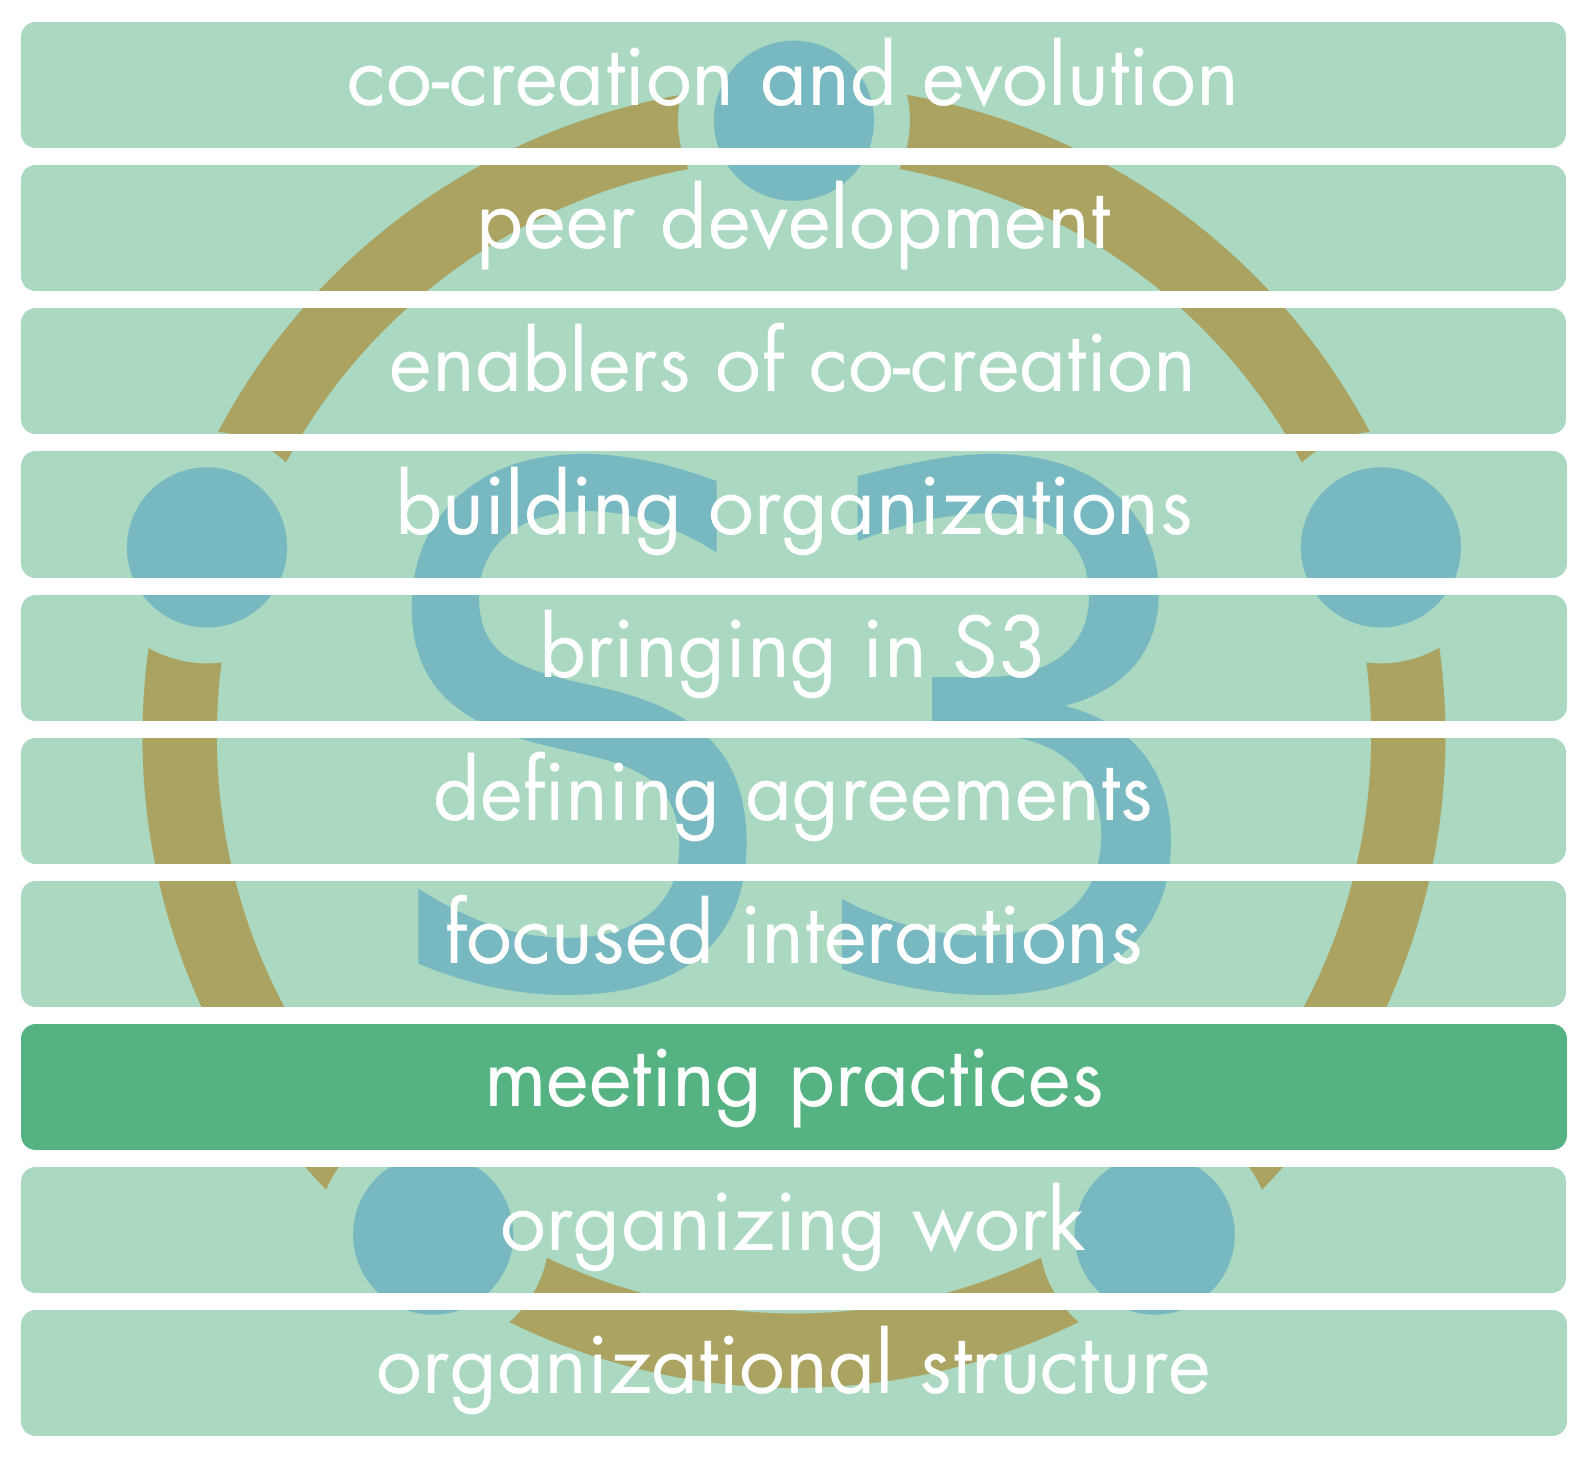 co-creation and evolution
peer development
enablers of co-creation
building organizations
bringing in S3
defining agreements
focused interactions
meeting practices
organizing work
organizational structure
S3